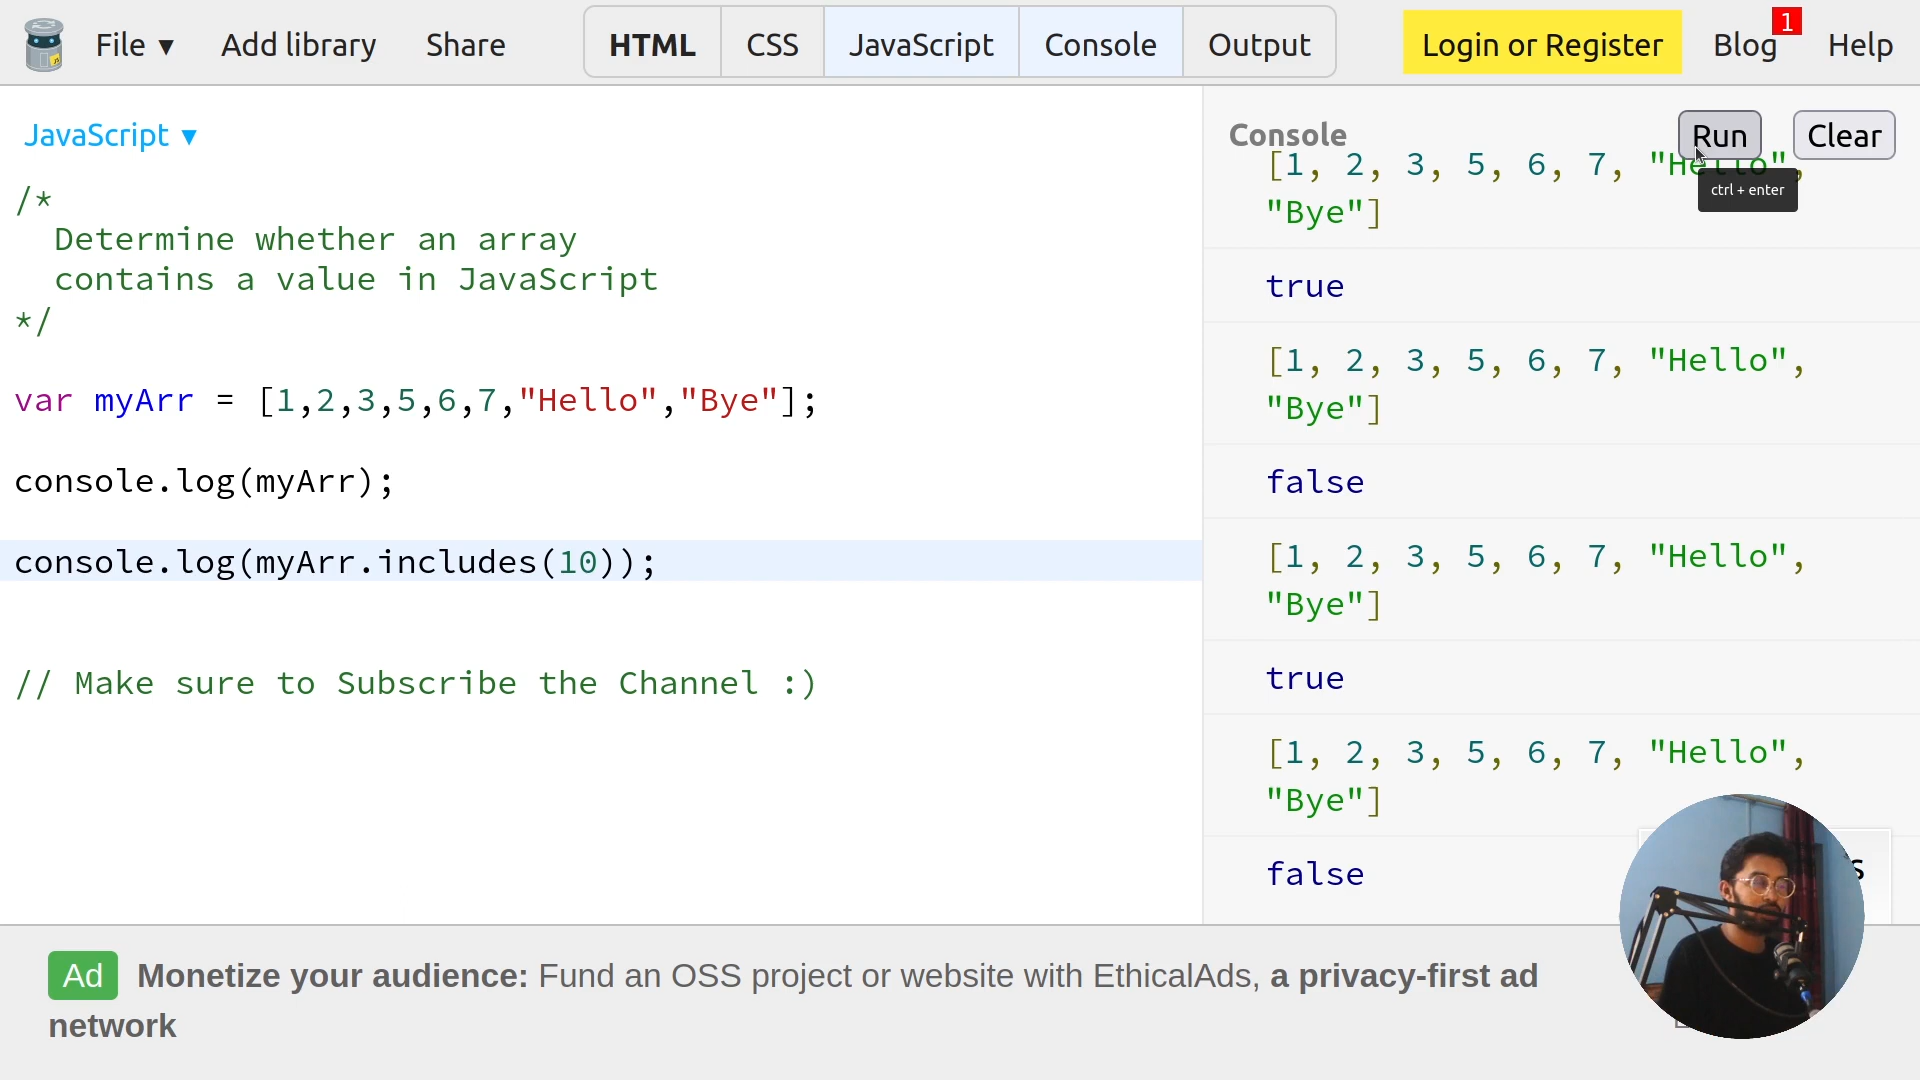 File ▼ Add library Share HTML CSS JavaScript Console Output Login or Register Blog 1 Help
JavaScript ▼
/*
Determine whether an array
contains a value in JavaScript
*/
var myArr = [1,2,3,5,6,7,"Hello","Bye"];
console.log(myArr);
console.log(myArr.includes(10));
// Make sure to Subscribe the Channel :)
Console Run Clear
ctrl + enter
[1, 2, 3, 5, 6, 7, "Hello",
"Bye"]
true
[1, 2, 3, 5, 6, 7, "Hello",
"Bye"]
false
[1, 2, 3, 5, 6, 7, "Hello",
"Bye"]
true
[1, 2, 3, 5, 6, 7, "Hello",
"Bye"]
false
Ad Monetize your audience: Fund an OSS project or website with EthicalAds, a privacy-first ad
network